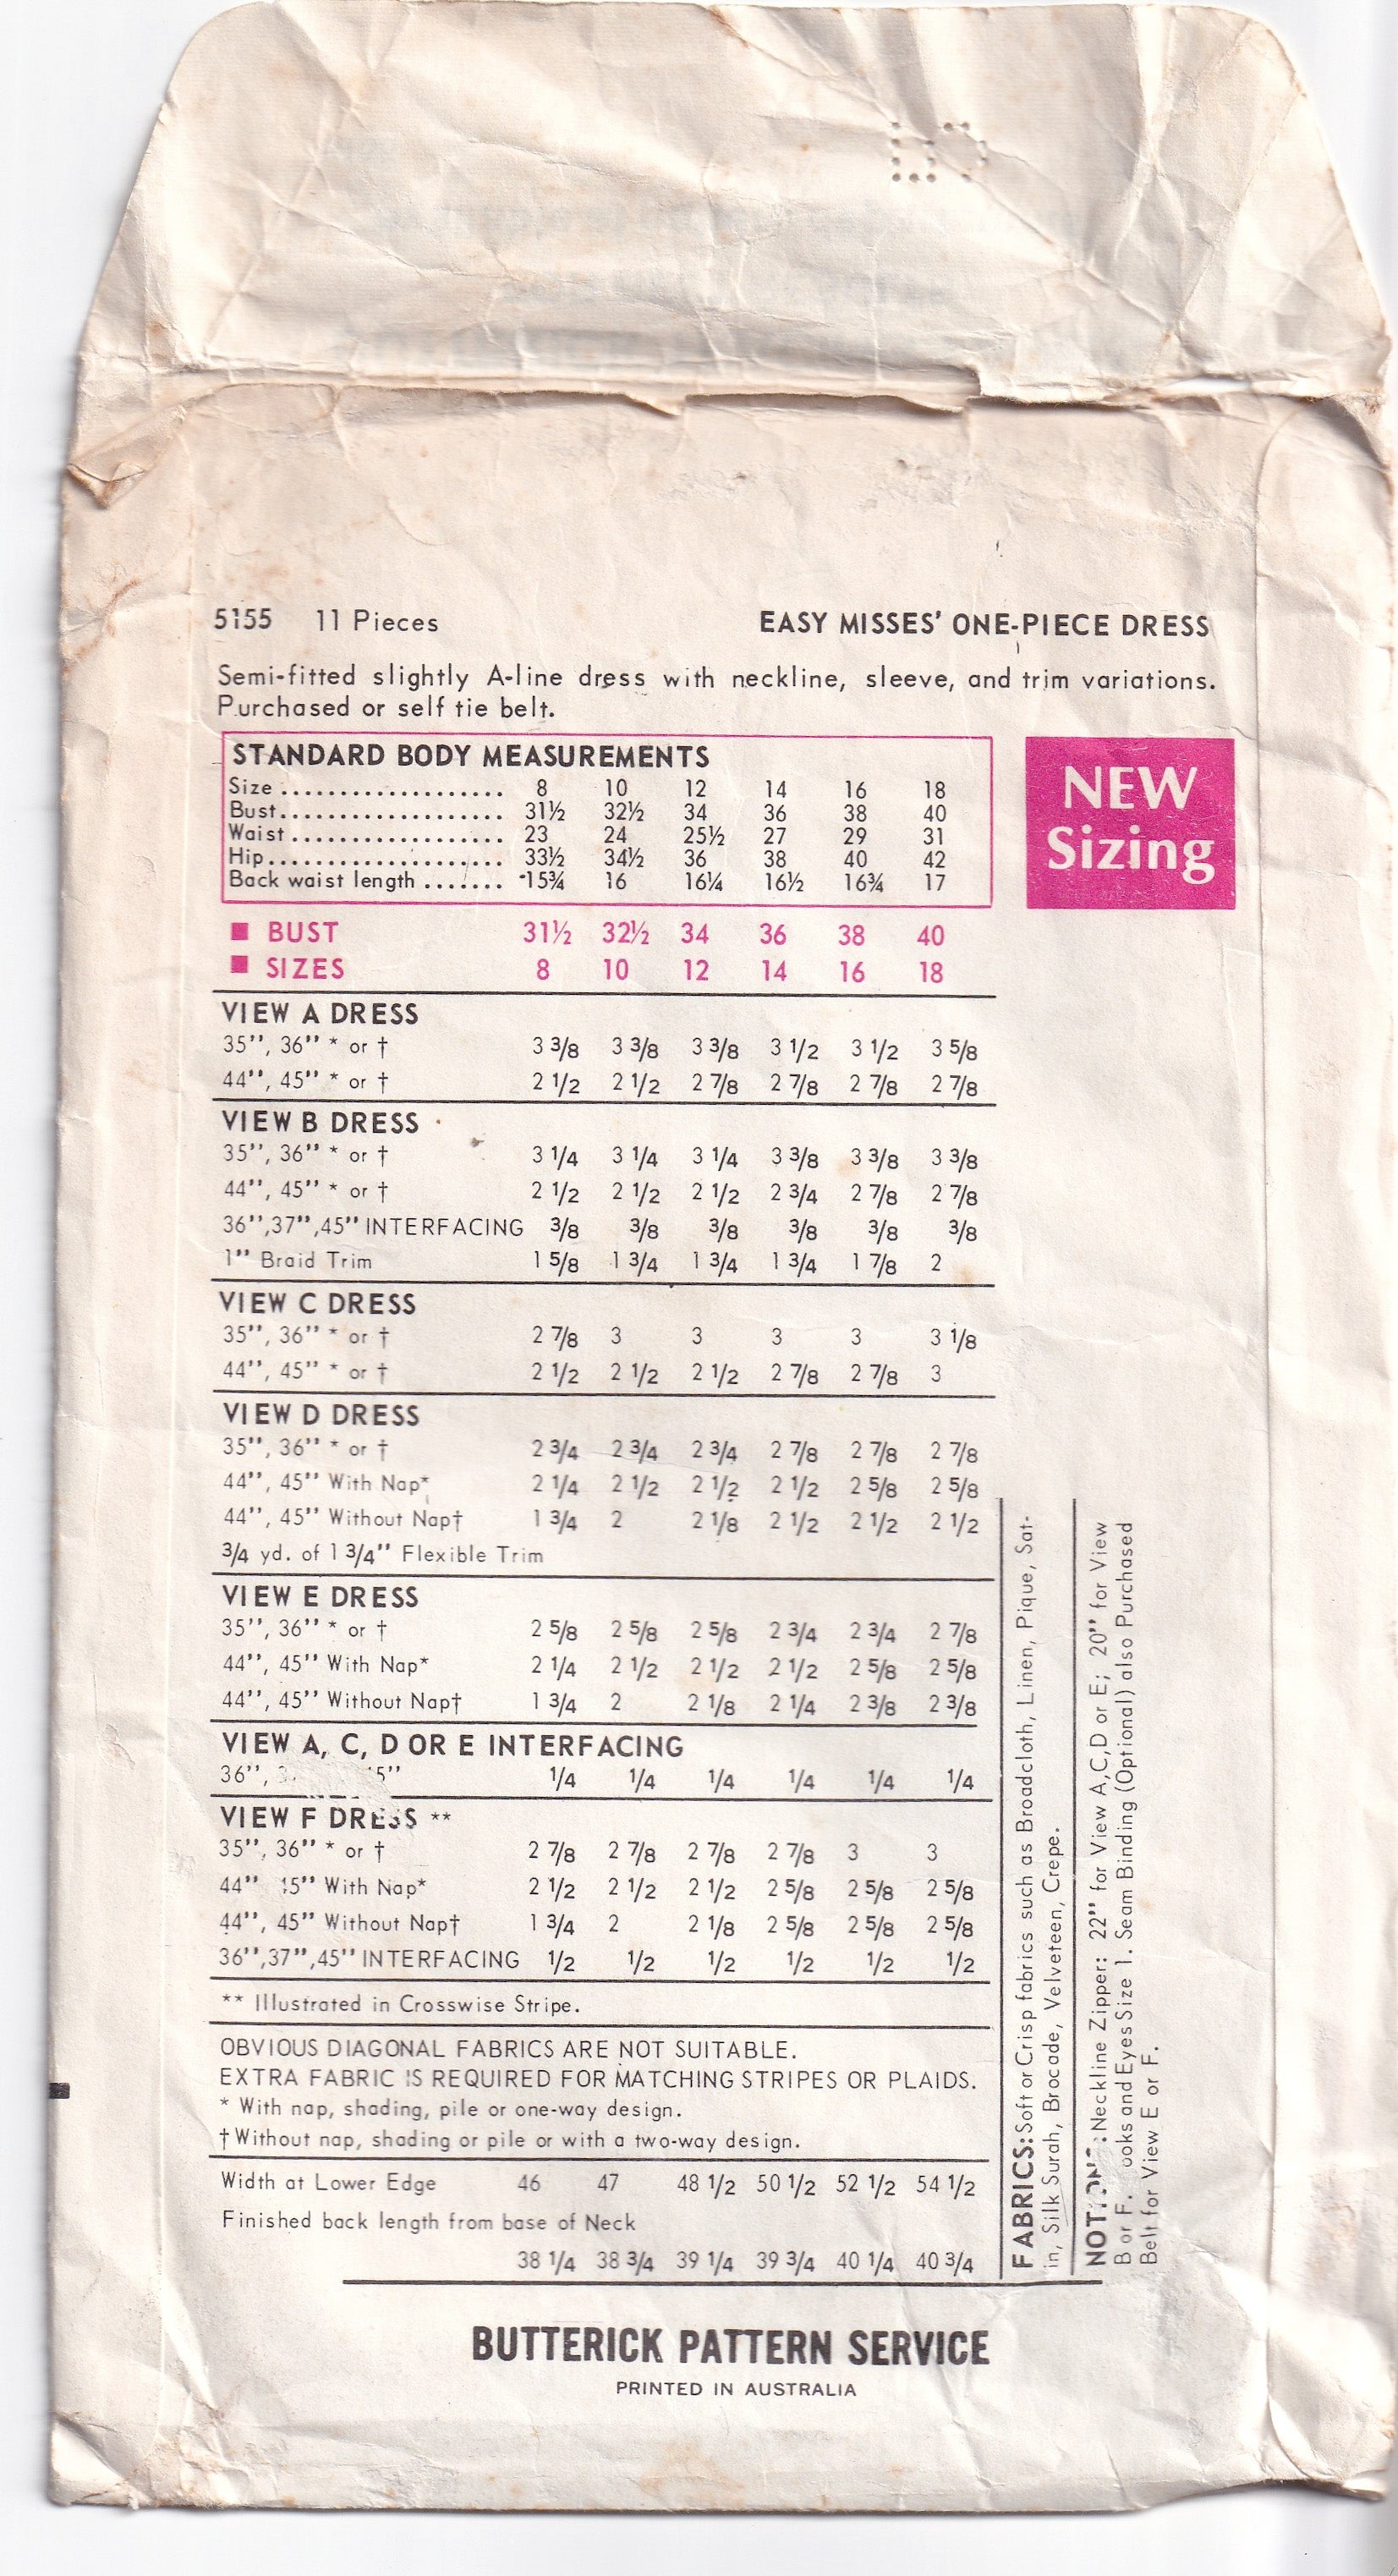 5155 11 Pieces EASY MISSES' ONE-PIECE DRESS
Semi-fitted slightly A-line dress with neckline, sleeve, and trim variations.
Purchased or self tie belt.
STANDARD BODY MEASUREMENTS
Size ................... 8 10 12 14 16 18
Bust.................... 31½ 32½ 34 36 38 40
Waist................... 23 24 25½ 27 29 31
Hip..................... 33½ 34½ 36 38 40 42
Back waist length ....... 15¾ 16 16¼ 16½ 16¾ 17
NEW
Sizing
■ BUST 31½ 32½ 34 36 38 40
■ SIZES 8 10 12 14 16 18
VIEW A DRESS
35'', 36'' * or † 3 3/8 3 3/8 3 3/8 3 1/2 3 1/2 3 5/8
44'', 45'' * or † 2 1/2 2 1/2 2 7/8 2 7/8 2 7/8 2 7/8
VIEW B DRESS
35'', 36'' * or † 3 1/4 3 1/4 3 1/4 3 3/8 3 3/8 3 3/8
44'', 45'' * or † 2 1/2 2 1/2 2 1/2 2 3/4 2 7/8 2 7/8
36'',37'',45'' INTERFACING 3/8 3/8 3/8 3/8 3/8 3/8
1'' Braid Trim 1 5/8 1 3/4 1 3/4 1 3/4 1 7/8 2
VIEW C DRESS
35'', 36'' * or † 2 7/8 3 3 3 3 3 1/8
44'', 45'' * or † 2 1/2 2 1/2 2 1/2 2 7/8 2 7/8 3
VIEW D DRESS
35'', 36'' * or † 2 3/4 2 3/4 2 3/4 2 7/8 2 7/8 2 7/8
44'', 45'' With Nap* 2 1/4 2 1/2 2 1/2 2 1/2 2 5/8 2 5/8
44'', 45'' Without Nap† 1 3/4 2 2 1/8 2 1/2 2 1/2 2 1/2
3/4 yd. of 1 3/4'' Flexible Trim
VIEW E DRESS
35'', 36'' * or † 2 5/8 2 5/8 2 5/8 2 3/4 2 3/4 2 7/8
44'', 45'' With Nap* 2 1/4 2 1/2 2 1/2 2 1/2 2 5/8 2 5/8
44'', 45'' Without Nap† 1 3/4 2 2 1/8 2 1/4 2 3/8 2 3/8
VIEW A, C, D OR E INTERFACING
36'', 1/4 1/4 1/4 1/4 1/4 1/4
VIEW F DRESS **
35'', 36'' * or † 2 7/8 2 7/8 2 7/8 2 7/8 3 3
44'' 45'' With Nap* 2 1/2 2 1/2 2 1/2 2 5/8 2 5/8 2 5/8
44'', 45'' Without Nap† 1 3/4 2 2 1/8 2 5/8 2 5/8 2 5/8
36'',37'',45'' INTERFACING 1/2 1/2 1/2 1/2 1/2 1/2
** Illustrated in Crosswise Stripe.
OBVIOUS DIAGONAL FABRICS ARE NOT SUITABLE.
EXTRA FABRIC IS REQUIRED FOR MATCHING STRIPES OR PLAIDS.
* With nap, shading, pile or one-way design.
† Without nap, shading or pile or with a two-way design.
Width at Lower Edge 46 47 48 1/2 50 1/2 52 1/2 54 1/2
Finished back length from base of Neck
38 1/4 38 3/4 39 1/4 39 3/4 40 1/4 40 3/4
FABRICS: Soft or Crisp fabrics such as Broadcloth, Linen, Pique, Sat-
in, Silk Surah, Brocade, Velveteen, Crepe.
NOTIONS: Neckline Zipper: 22'' for View A,C,D or E; 20'' for View
B or F. ooks and Eyes Size 1. Seam Binding (Optional) also Purchased
Belt for View E or F.
BUTTERICK PATTERN SERVICE
PRINTED IN AUSTRALIA